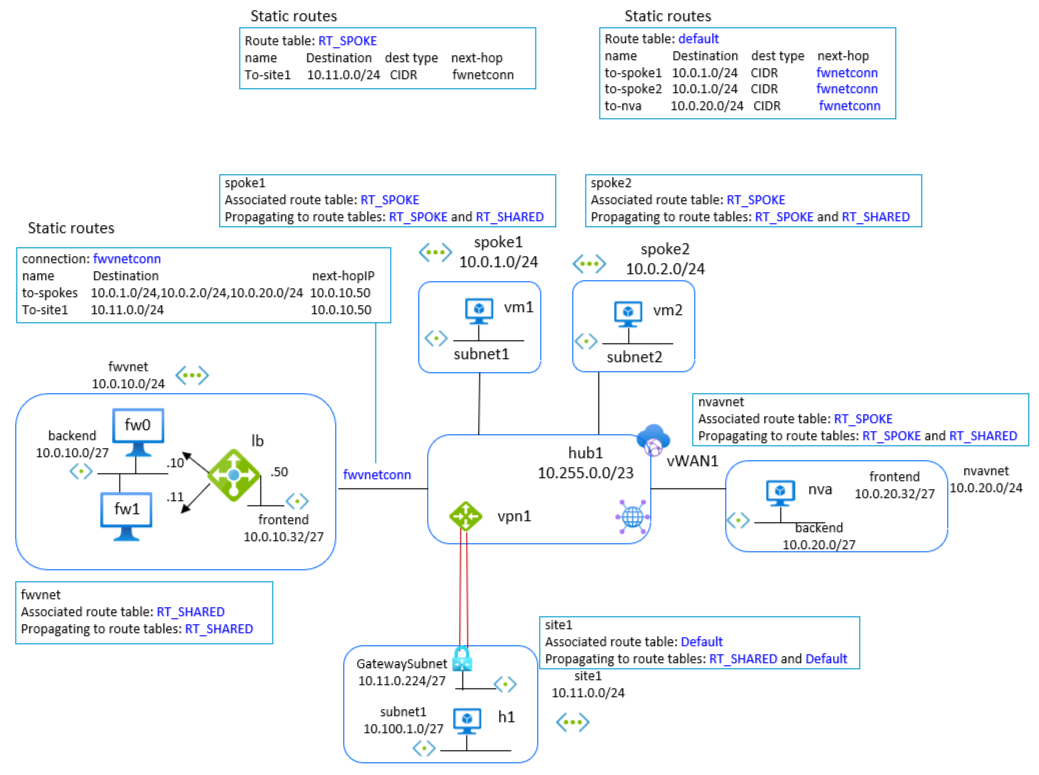 Static routes
Route table: RT_SPOKE
name Destination dest type next-hop
To-site1 10.11.0.0/24 CIDR fwnetconn
Static routes
Route table: default
name Destination dest type next-hop
to-spoke1 10.0.1.0/24 CIDR fwnetconn
to-spoke2 10.0.1.0/24 CIDR fwnetconn
to-nva 10.0.20.0/24 CIDR fwnetconn
spoke1
Associated route table: RT_SPOKE
Propagating to route tables: RT_SPOKE and RT_SHARED
spoke2
Associated route table: RT_SPOKE
Propagating to route tables: RT_SPOKE and RT_SHARED
Static routes
connection: fwvnetconn
name Destination next-hopIP
to-spokes 10.0.1.0/24,10.0.2.0/24,10.0.20.0/24 10.0.10.50
To-site1 10.11.0.0/24 10.0.10.50
spoke1
10.0.1.0/24
spoke2
10.0.2.0/24
vm1
subnet1
vm2
subnet2
fwvnet
10.0.10.0/24
fw0
backend
10.0.10.0/27
lb
.10
.50
.11
fw1
frontend
10.0.10.32/27
fwvnetconn
hub1
10.255.0.0/23
vWAN1
vpn1
nvavnet
Associated route table: RT_SPOKE
Propagating to route tables: RT_SPOKE and RT_SHARED
nva
frontend
10.0.20.32/27
nvavnet
10.0.20.0/24
backend
10.0.20.0/27
fwvnet
Associated route table: RT_SHARED
Propagating to route tables: RT_SHARED
site1
Associated route table: Default
Propagating to route tables: RT_SHARED and Default
site1
10.11.0.0/24
GatewaySubnet
10.11.0.224/27
subnet1
10.100.1.0/27
h1